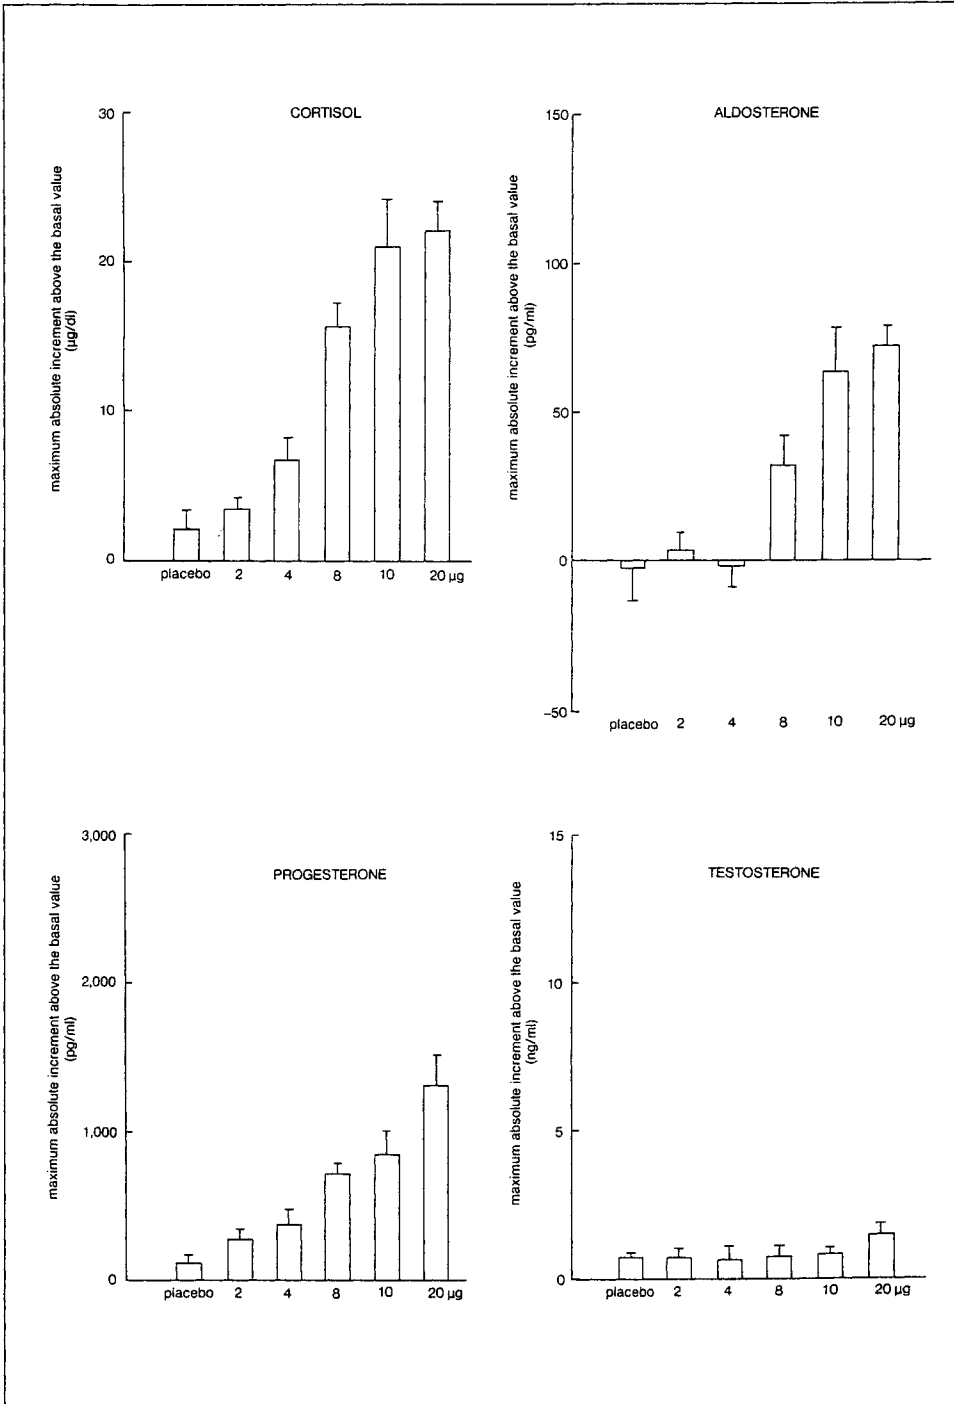 CORTISOL
maximum absolute increment above the basal value
(µg/dl)
30
20
10
0
placebo 2 4 8 10 20 µg
ALDOSTERONE
maximum absolute increment above the basal value
(pg/ml)
150
100
50
0
–50
placebo 2 4 8 10 20 µg
PROGESTERONE
maximum absolute increment above the basal value
(pg/ml)
3,000
2,000
1,000
0
placebo 2 4 8 10 20 µg
TESTOSTERONE
maximum absolute increment above the basal value
(ng/ml)
15
10
5
0
placebo 2 4 8 10 20 µg